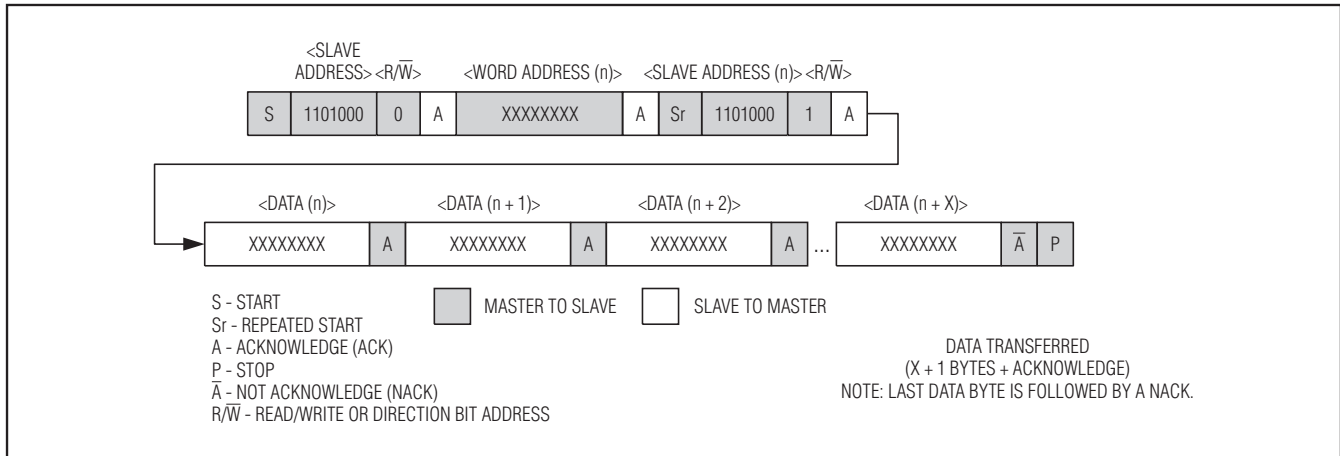 <SLAVE
ADDRESS> <R/W̅> <WORD ADDRESS (n)> <SLAVE ADDRESS (n)> <R/W̅>
S 1101000 0 A XXXXXXXX A Sr 1101000 1 A
<DATA (n)> <DATA (n + 1)> <DATA (n + 2)> <DATA (n + X)>
XXXXXXXX A XXXXXXXX A XXXXXXXX A ... XXXXXXXX A̅ P
S - START
Sr - REPEATED START
A - ACKNOWLEDGE (ACK)
P - STOP
A̅ - NOT ACKNOWLEDGE (NACK)
R/W̅ - READ/WRITE OR DIRECTION BIT ADDRESS
MASTER TO SLAVE SLAVE TO MASTER
DATA TRANSFERRED
(X + 1 BYTES + ACKNOWLEDGE)
NOTE: LAST DATA BYTE IS FOLLOWED BY A NACK.